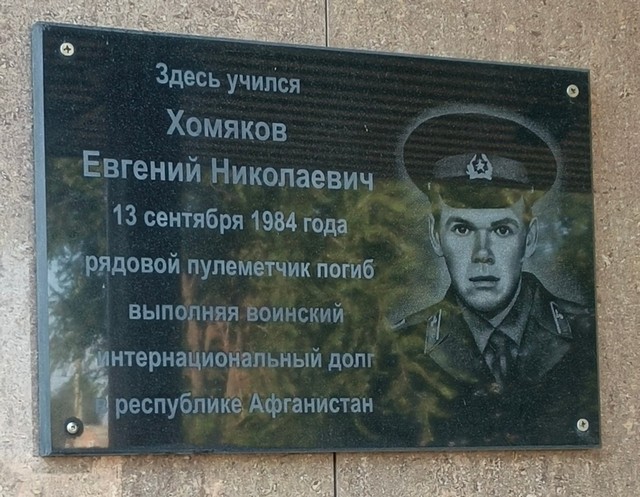 Здесь учился
Хомяков
Евгений Николаевич
13 сентября 1984 года
рядовой пулеметчик погиб
выполняя воинский
интернациональный долг
в республике Афганистан